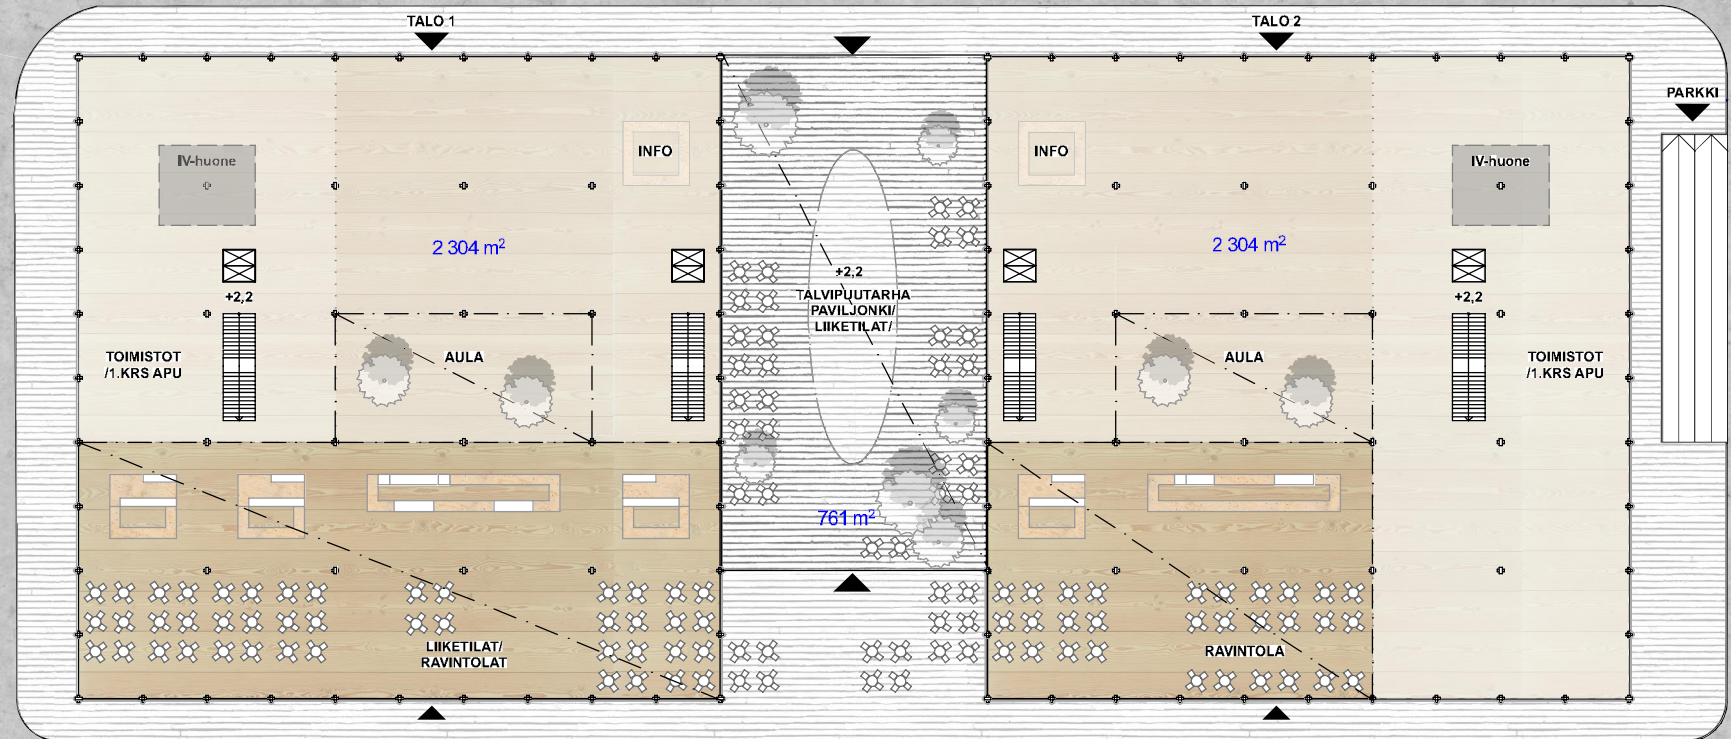 TALO 1
TALO 2
PARKKI
IV-huone
INFO
INFO
IV-huone
2 304 m²
2 304 m²
+2,2
+2,2
+2,2
TALVIPUUTARHA
PAVILJONKI/
LIIKETILAT/
TOIMISTOT
/1.KRS APU
AULA
AULA
TOIMISTOT
/1.KRS APU
761 m²
LIIKETILAT/
RAVINTOLAT
RAVINTOLA